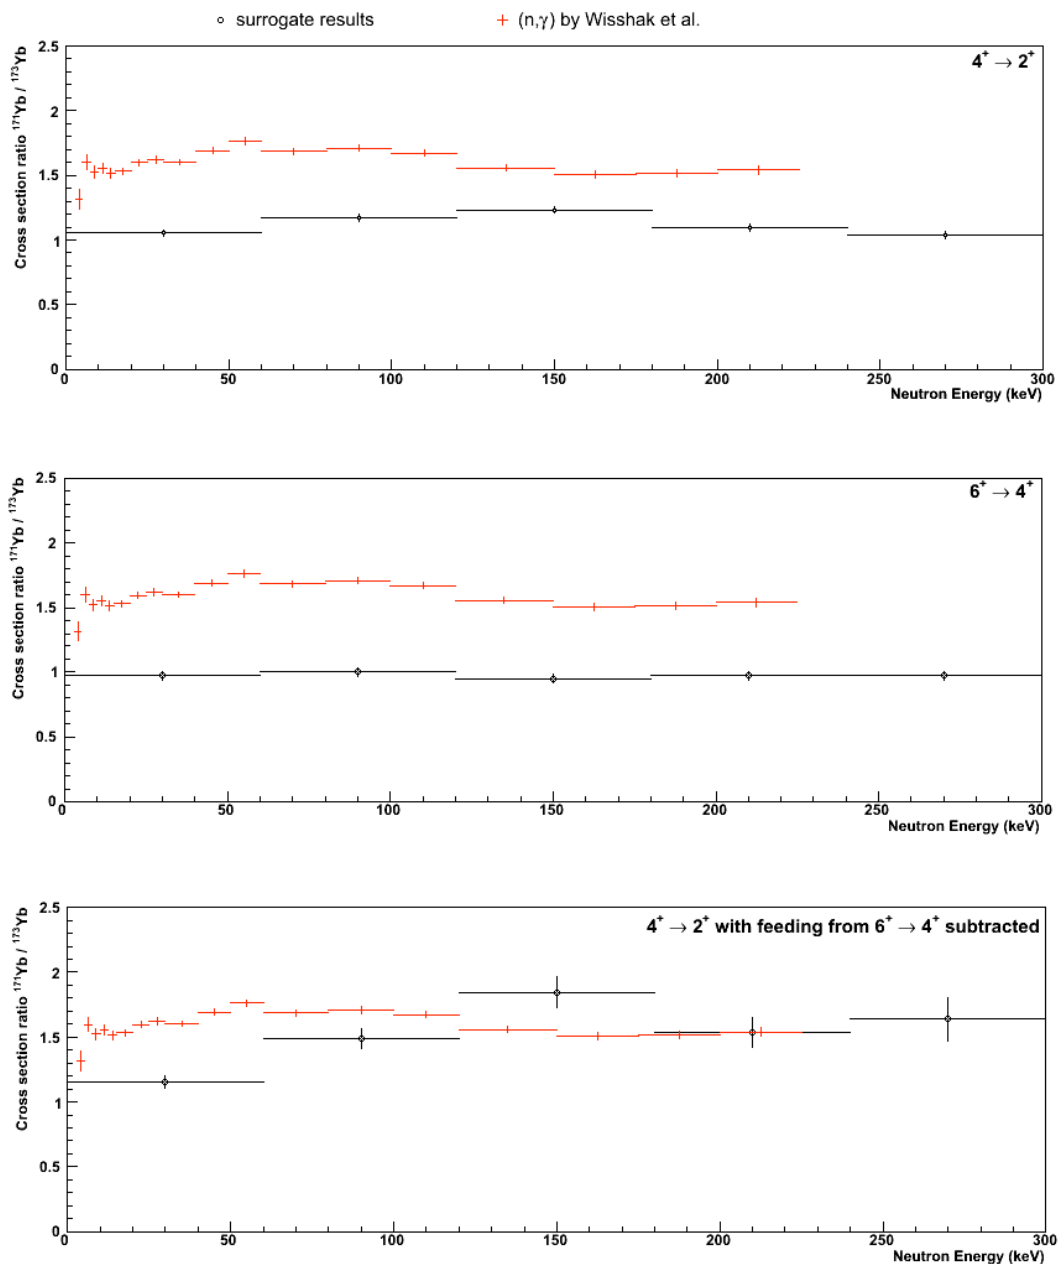 surrogate results
(n,γ) by Wisshak et al.
Cross section ratio ¹⁷¹Yb / ¹⁷³Yb
4⁺ → 2⁺
2.5
2
1.5
1
0.5
0
0 50 100 150 200 250 300
Neutron Energy (keV)
Cross section ratio ¹⁷¹Yb / ¹⁷³Yb
6⁺ → 4⁺
2.5
2
1.5
1
0.5
0
0 50 100 150 200 250 300
Neutron Energy (keV)
Cross section ratio ¹⁷¹Yb / ¹⁷³Yb
4⁺ → 2⁺ with feeding from 6⁺ → 4⁺ subtracted
2.5
2
1.5
1
0.5
0
0 50 100 150 200 250 300
Neutron Energy (keV)